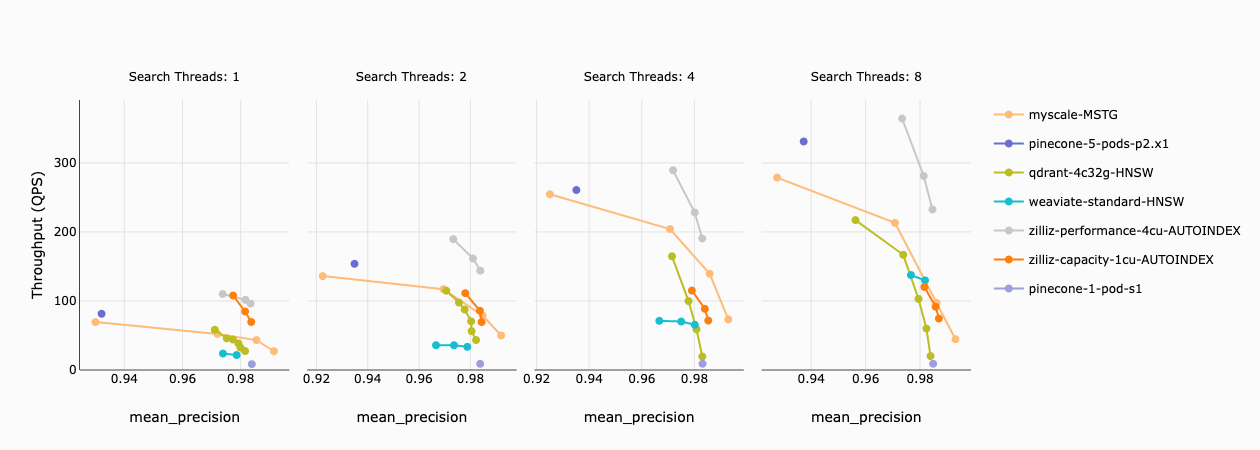 Search Threads: 1
Search Threads: 2
Search Threads: 4
Search Threads: 8
Throughput (QPS)
300
200
100
0
0.94 0.96 0.98
0.92 0.94 0.96 0.98
0.92 0.94 0.96 0.98
0.94 0.96 0.98
mean_precision
mean_precision
mean_precision
mean_precision
myscale-MSTG
pinecone-5-pods-p2.x1
qdrant-4c32g-HNSW
weaviate-standard-HNSW
zilliz-performance-4cu-AUTOINDEX
zilliz-capacity-1cu-AUTOINDEX
pinecone-1-pod-s1